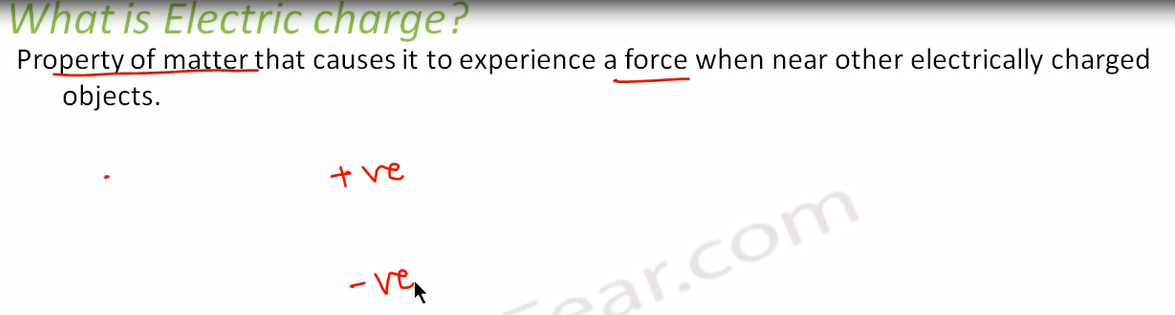 What is Electric charge?
Property of matter that causes it to experience a force when near other electrically charged
objects.
+ ve
- ve
ear.com